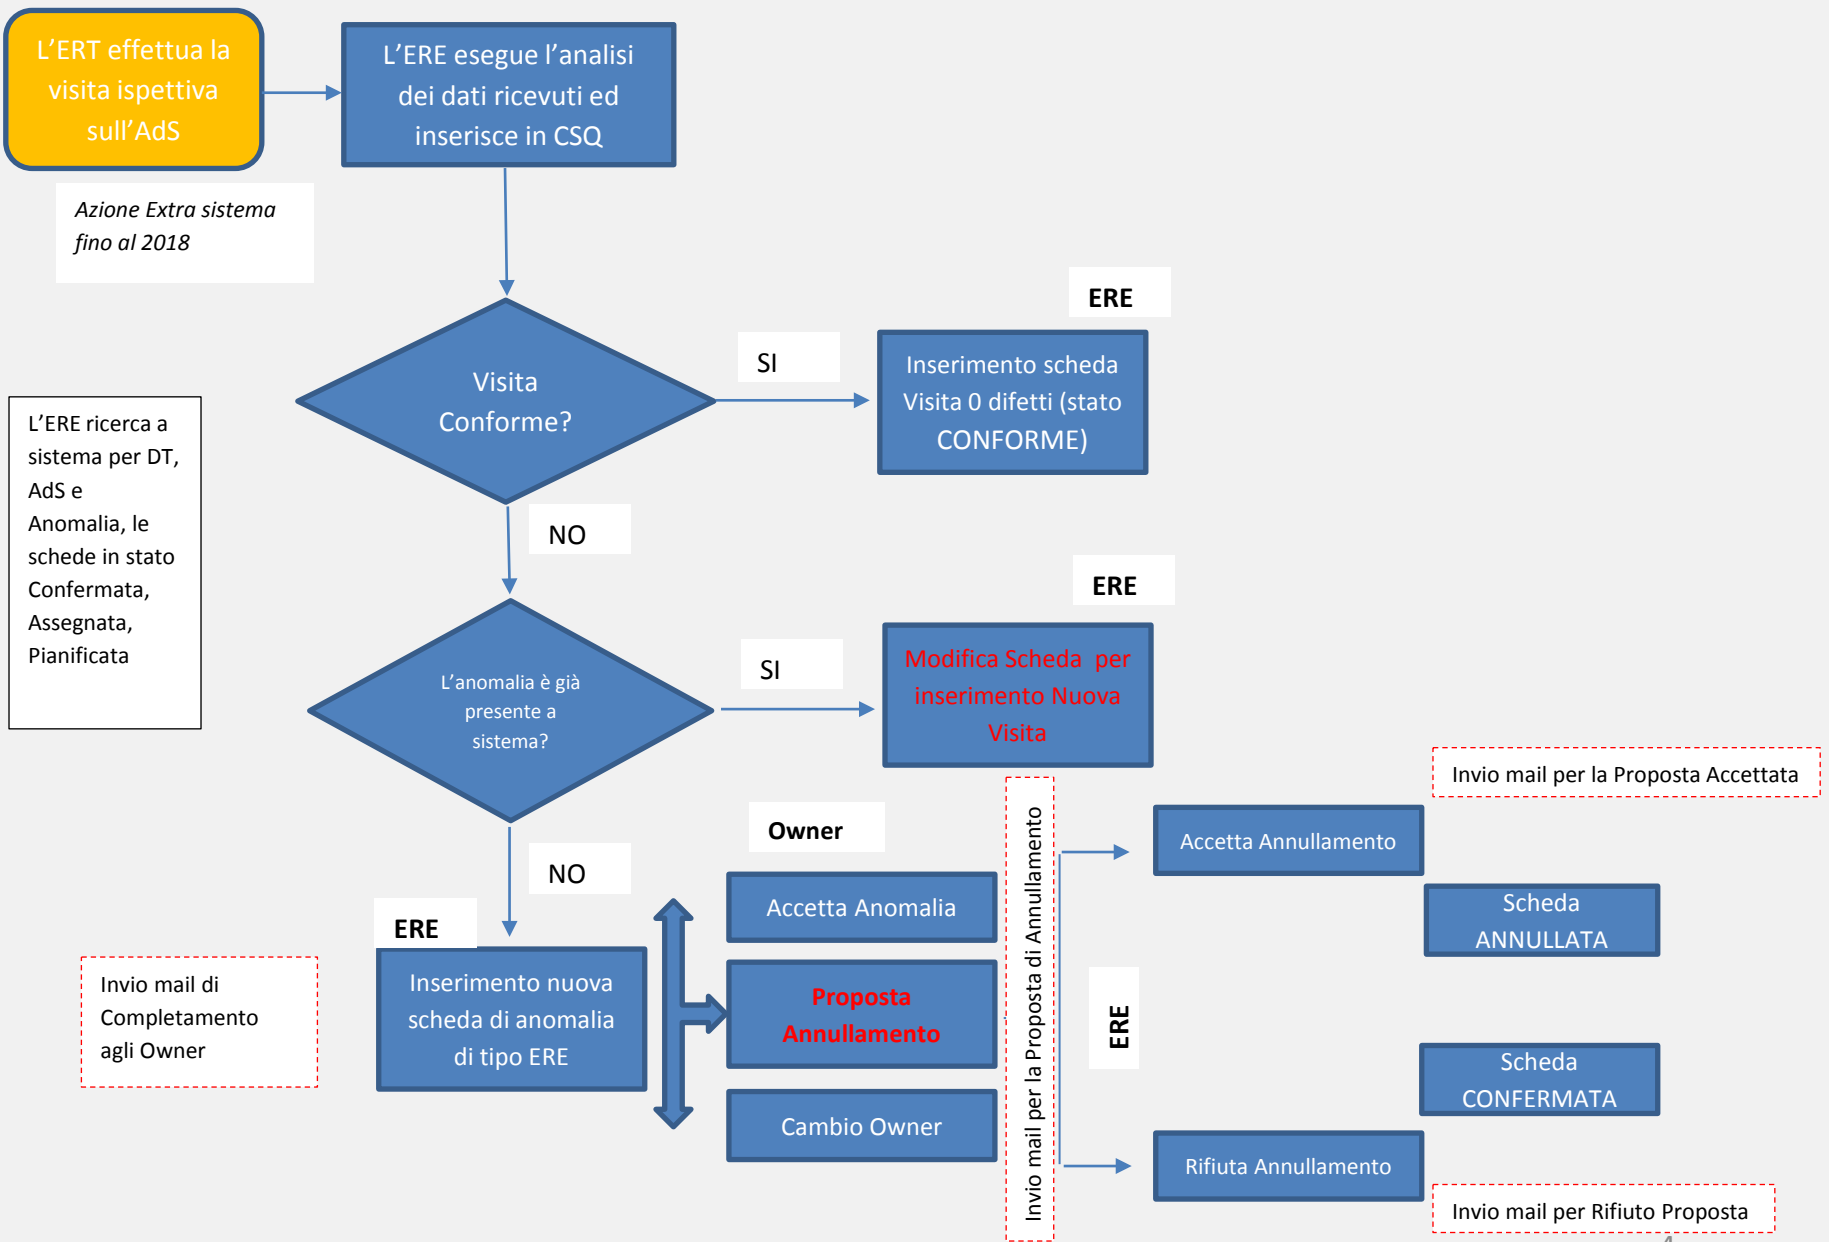 L'ERT effettua la
visita ispettiva
sull'AdS
L'ERE esegue l'analisi
dei dati ricevuti ed
inserisce in CSQ
Azione Extra sistema
fino al 2018
ERE
Visita
Conforme?
SI
Inserimento scheda
Visita 0 difetti (stato
CONFORME)
L'ERE ricerca a
sistema per DT,
AdS e
Anomalia, le
schede in stato
Confermata,
Assegnata,
Pianificata
NO
ERE
L'anomalia è già
presente a
sistema?
SI
Modifica Scheda  per
inserimento Nuova
Visita
Invio mail per la Proposta Accettata
Owner
NO
ERE
Inserimento nuova
scheda di anomalia
di tipo ERE
Invio mail di
Completamento
agli Owner
Accetta Anomalia
Proposta
Annullamento
Cambio Owner
Invio mail per la Proposta di Annullamento
ERE
Accetta Annullamento
Scheda
ANNULLATA
Scheda
CONFERMATA
Rifiuta Annullamento
Invio mail per Rifiuto Proposta